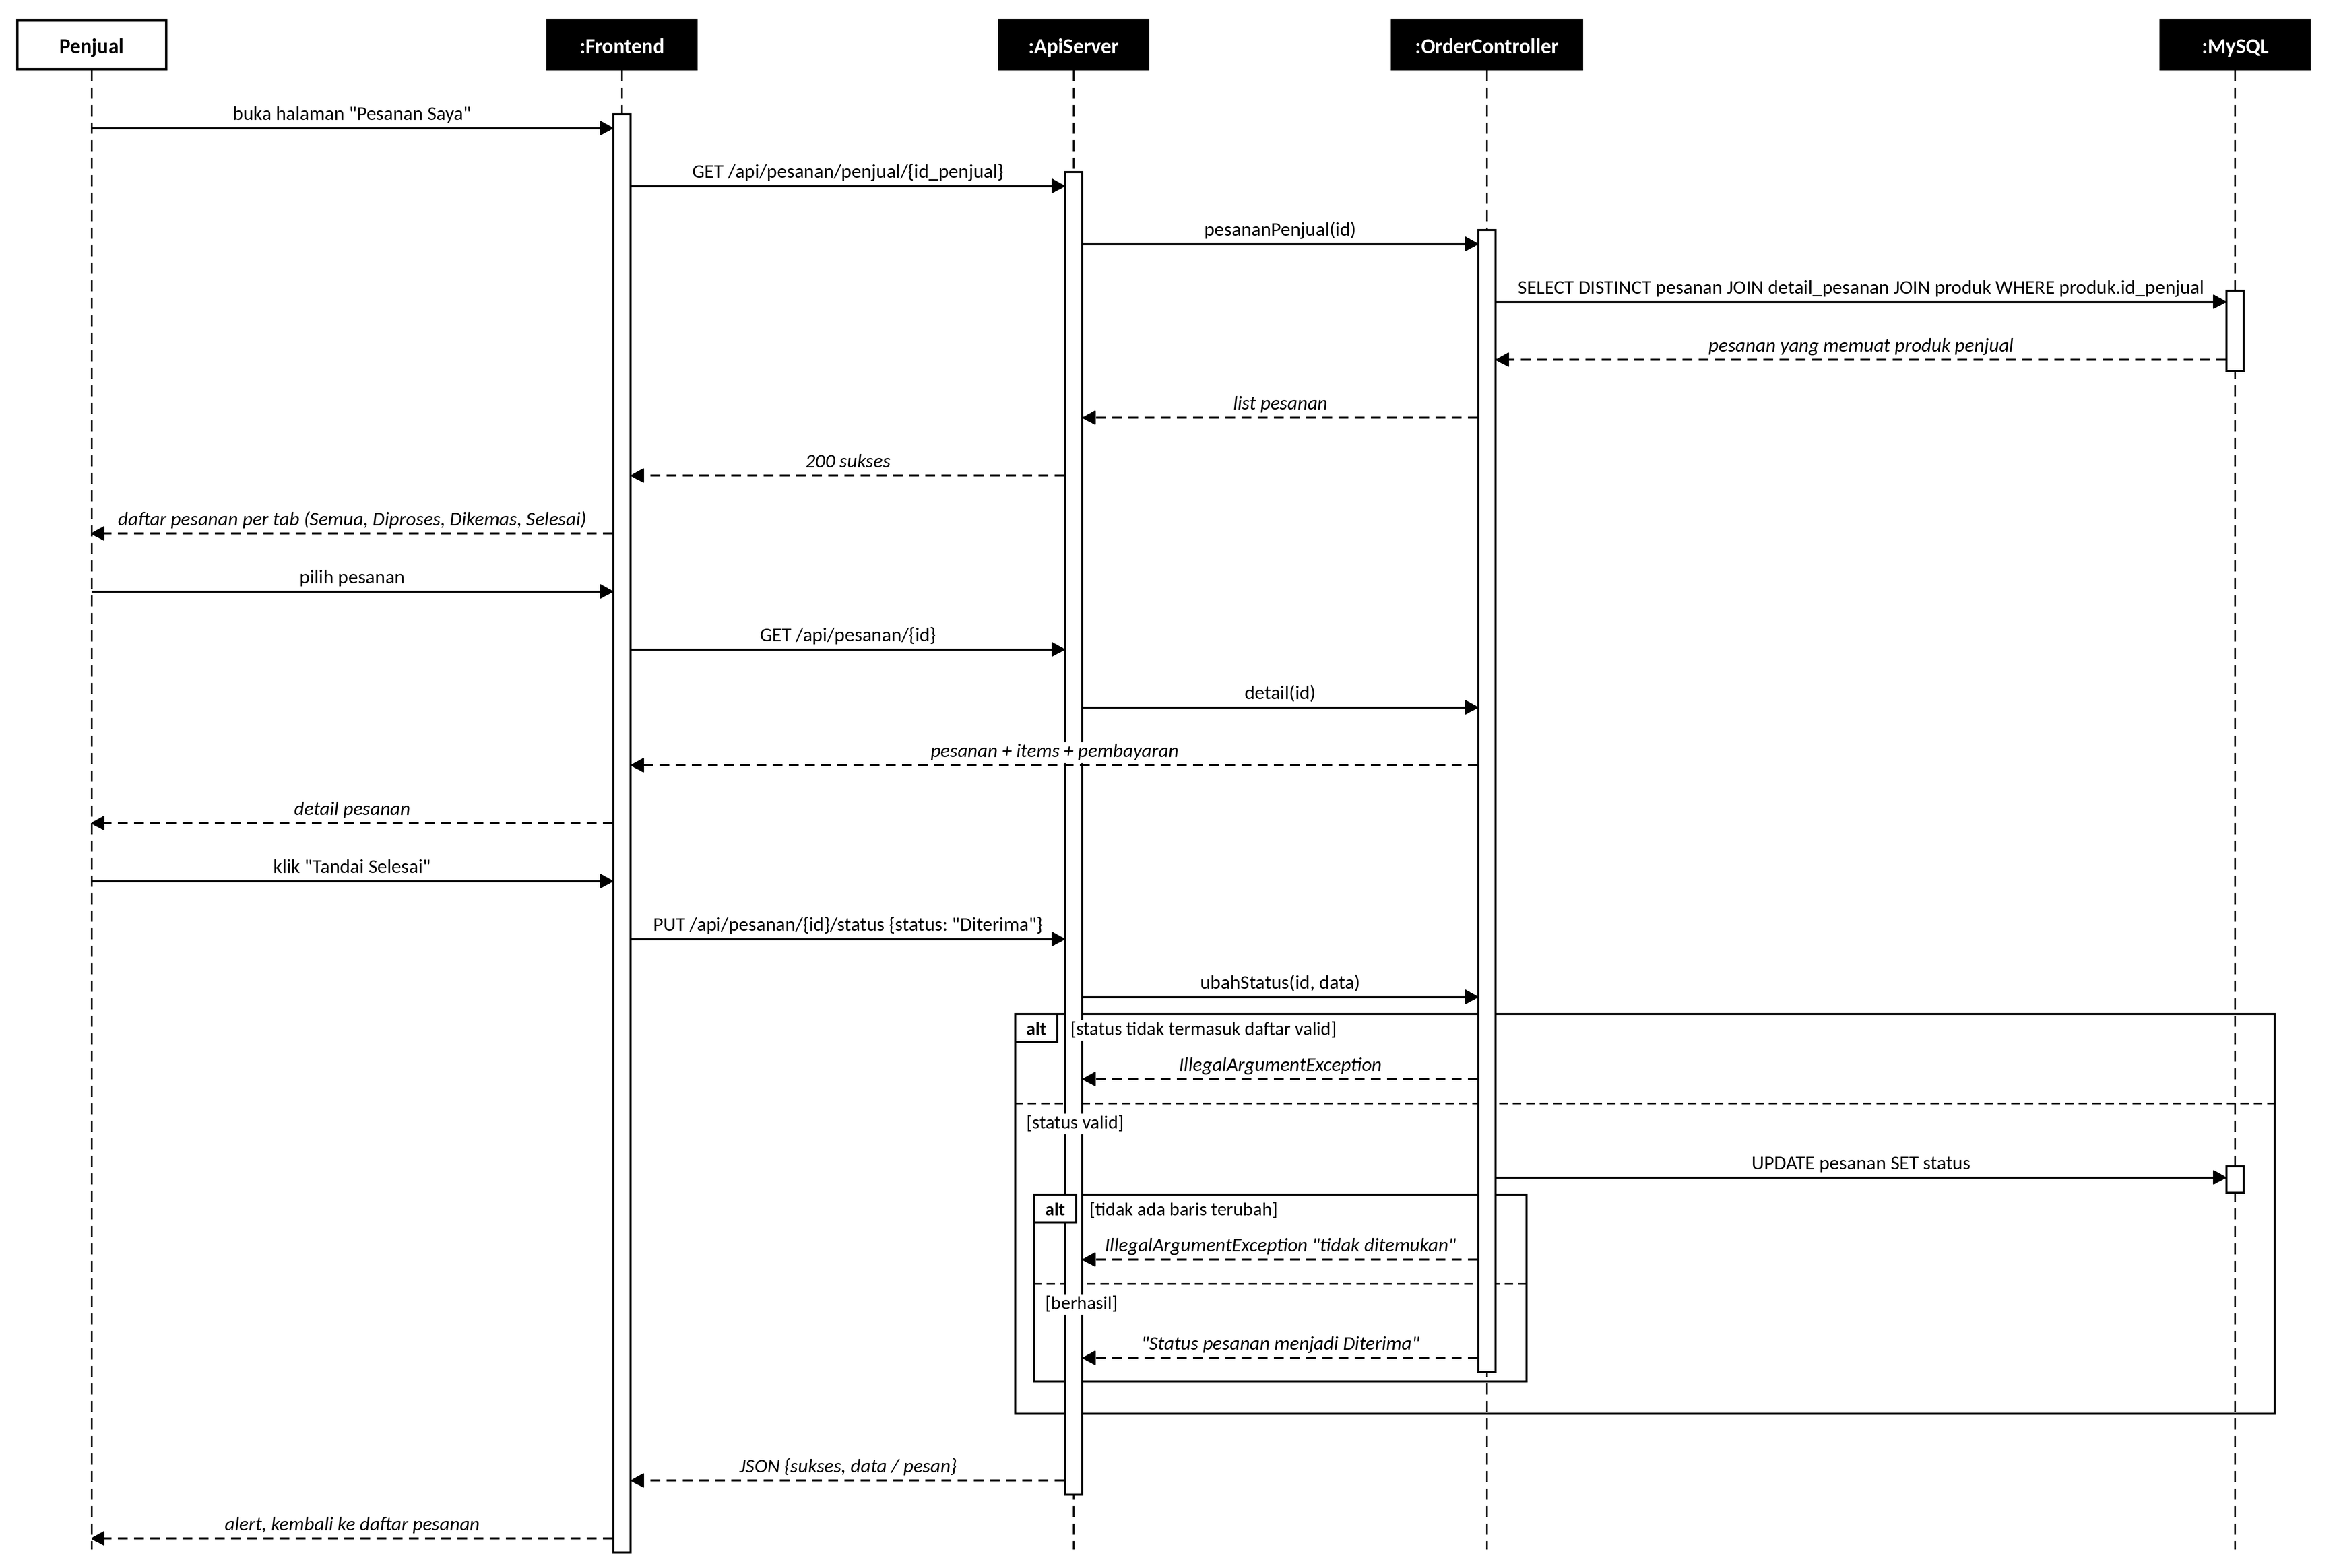 Penjual
:Frontend
:ApiServer
:OrderController
:MySQL
buka halaman "Pesanan Saya"
GET /api/pesanan/penjual/{id_penjual}
pesananPenjual(id)
SELECT DISTINCT pesanan JOIN detail_pesanan JOIN produk WHERE produk.id_penjual
pesanan yang memuat produk penjual
list pesanan
200 sukses
daftar pesanan per tab (Semua, Diproses, Dikemas, Selesai)
pilih pesanan
GET /api/pesanan/{id}
detail(id)
pesanan + items + pembayaran
detail pesanan
klik "Tandai Selesai"
PUT /api/pesanan/{id}/status {status: "Diterima"}
ubahStatus(id, data)
alt [status tidak termasuk daftar valid]
IllegalArgumentException
[status valid]
UPDATE pesanan SET status
alt [tidak ada baris terubah]
IllegalArgumentException "tidak ditemukan"
[berhasil]
"Status pesanan menjadi Diterima"
JSON {sukses, data / pesan}
alert, kembali ke daftar pesanan